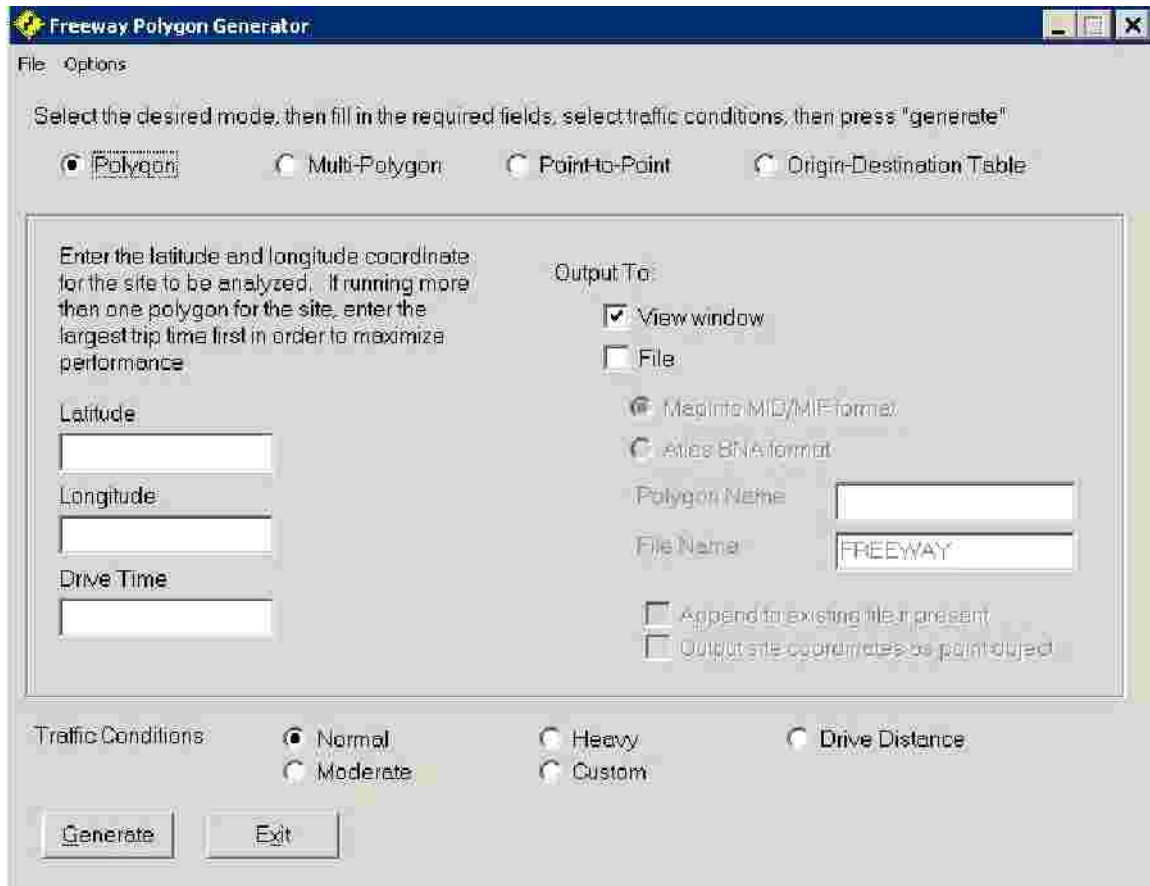 Freeway Polygon Generator
File Options
Select the desired mode, then fill in the required fields, select traffic conditions, then press "generate"
Polygon Multi-Polygon Point-to-Point Origin-Destination Table
Enter the latitude and longitude coordinate
for the site to be analyzed. If running more
than one polygon for the site, enter the
largest trip time first in order to maximize
performance
Latitude
Longitude
Drive Time
Output To:
View window
File
MapInfo MID/MIF format
Atlas BNA format
Polygon Name
File Name FREEWAY
Append to existing file if present
Output site coordinates as point object
Traffic Conditions Normal Heavy Drive Distance
Moderate Custom
Generate Exit